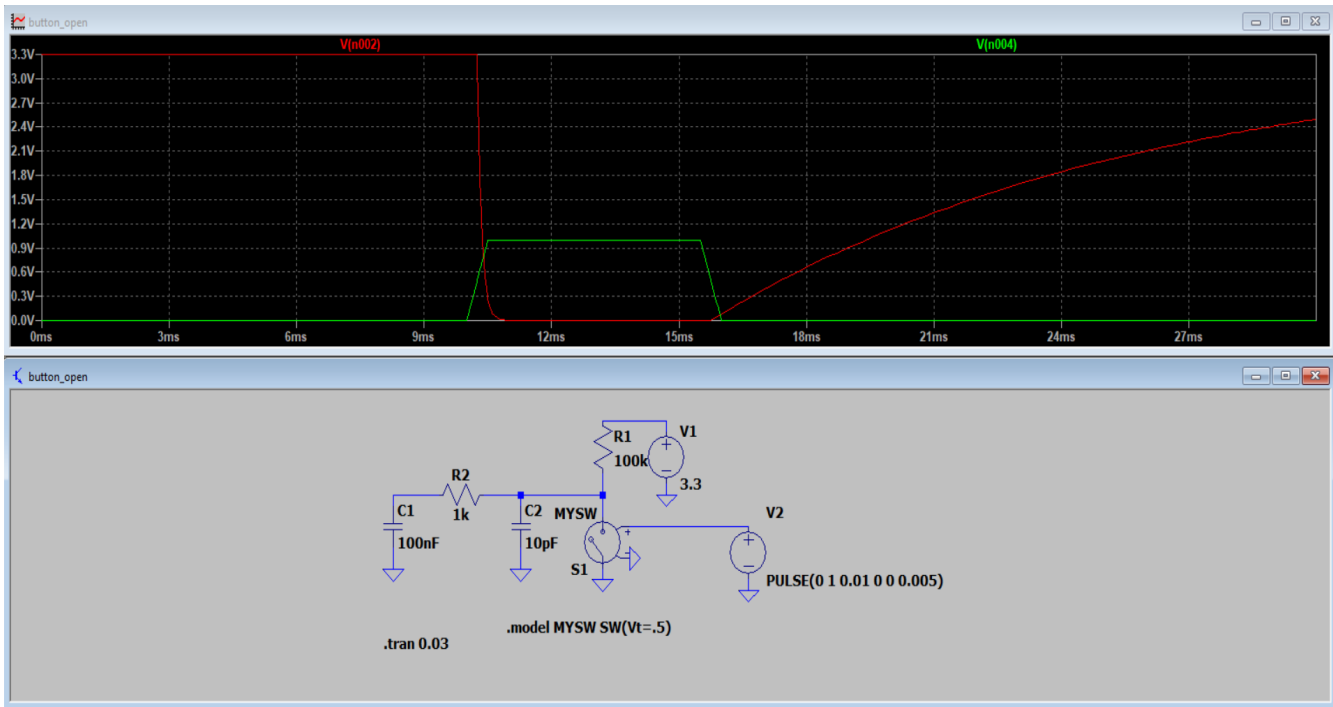 button_open
V(n002) V(n004)
3.3V
3.0V
2.7V
2.4V
2.1V
1.8V
1.5V
1.2V
0.9V
0.6V
0.3V
0.0V
0ms 3ms 6ms 9ms 12ms 15ms 18ms 21ms 24ms 27ms
button_open
R1
100k
V1
3.3
R2
1k
C1
100nF
C2
10pF
MYSW
S1
V2
PULSE(0 1 0.01 0 0 0.005)
.model MYSW SW(Vt=.5)
.tran 0.03